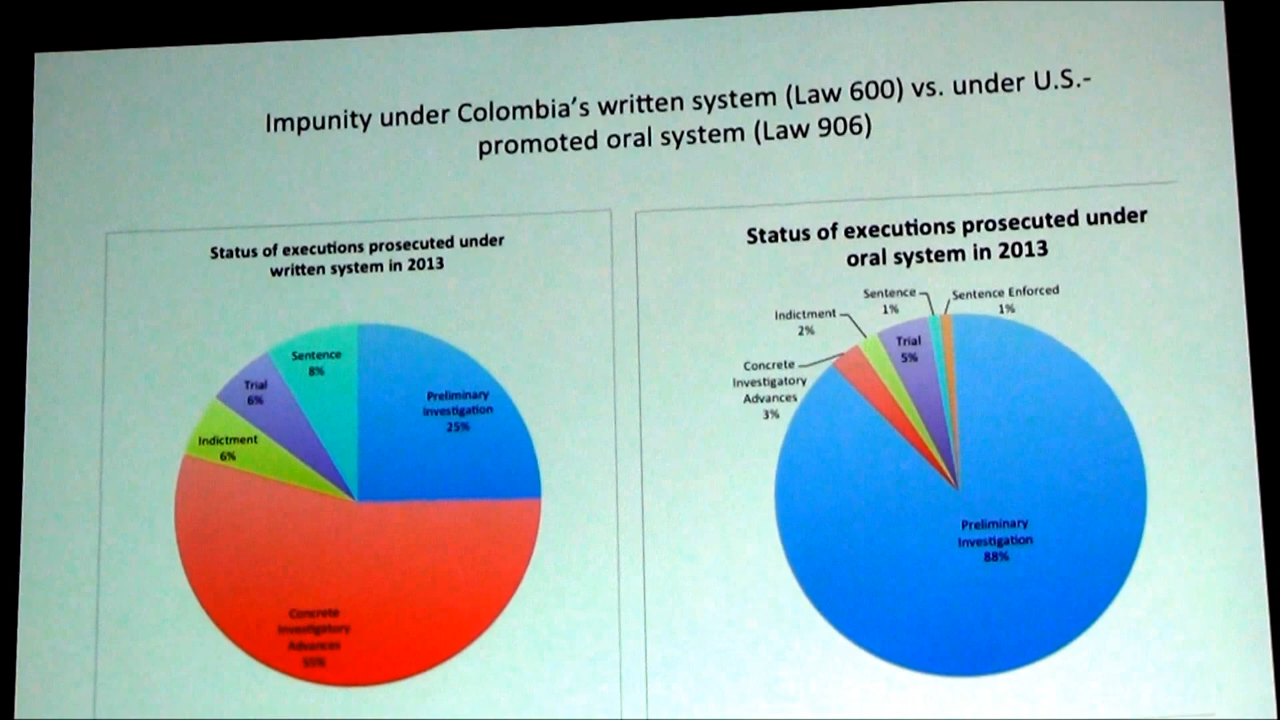 Impunity under Colombia's written system (Law 600) vs. under U.S.-
promoted oral system (Law 906)
Status of executions prosecuted under
written system in 2013
Sentence
8%
Trial
6%
Indictment
6%
Preliminary
Investigation
25%
Concrete
Investigatory
Advances
55%
Status of executions prosecuted under
oral system in 2013
Sentence
1%
Sentence Enforced
1%
Indictment
2%
Trial
5%
Concrete
Investigatory
Advances
3%
Preliminary
Investigation
88%